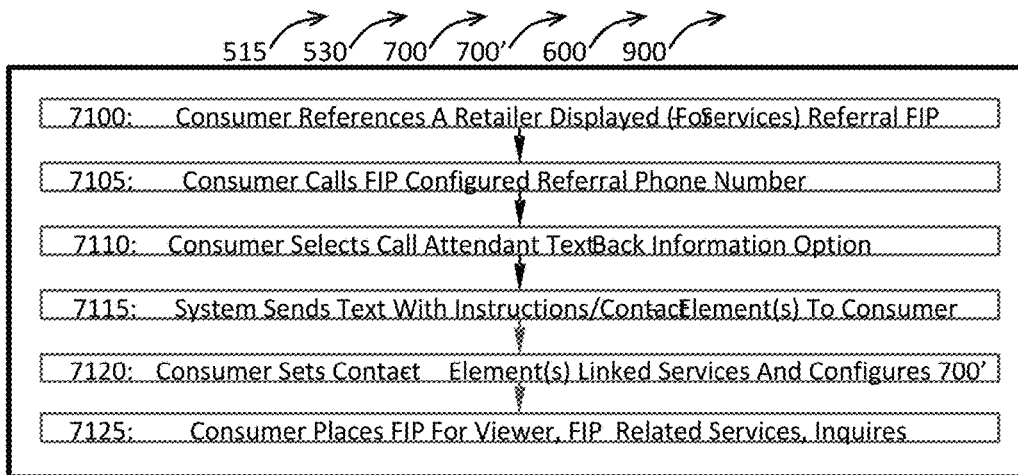 515 530 700 700' 600 900
7100: Consumer References A Retailer Displayed (For Services) Referral FIP
7105: Consumer Calls FIP Configured Referral Phone Number
7110: Consumer Selects Call Attendant Text Back Information Option
7115: System Sends Text With Instructions/Contact-Element(s) To Consumer
7120: Consumer Sets Contact Element(s) Linked Services And Configures 700'
7125: Consumer Places FIP For Viewer, FIP Related Services, Inquires